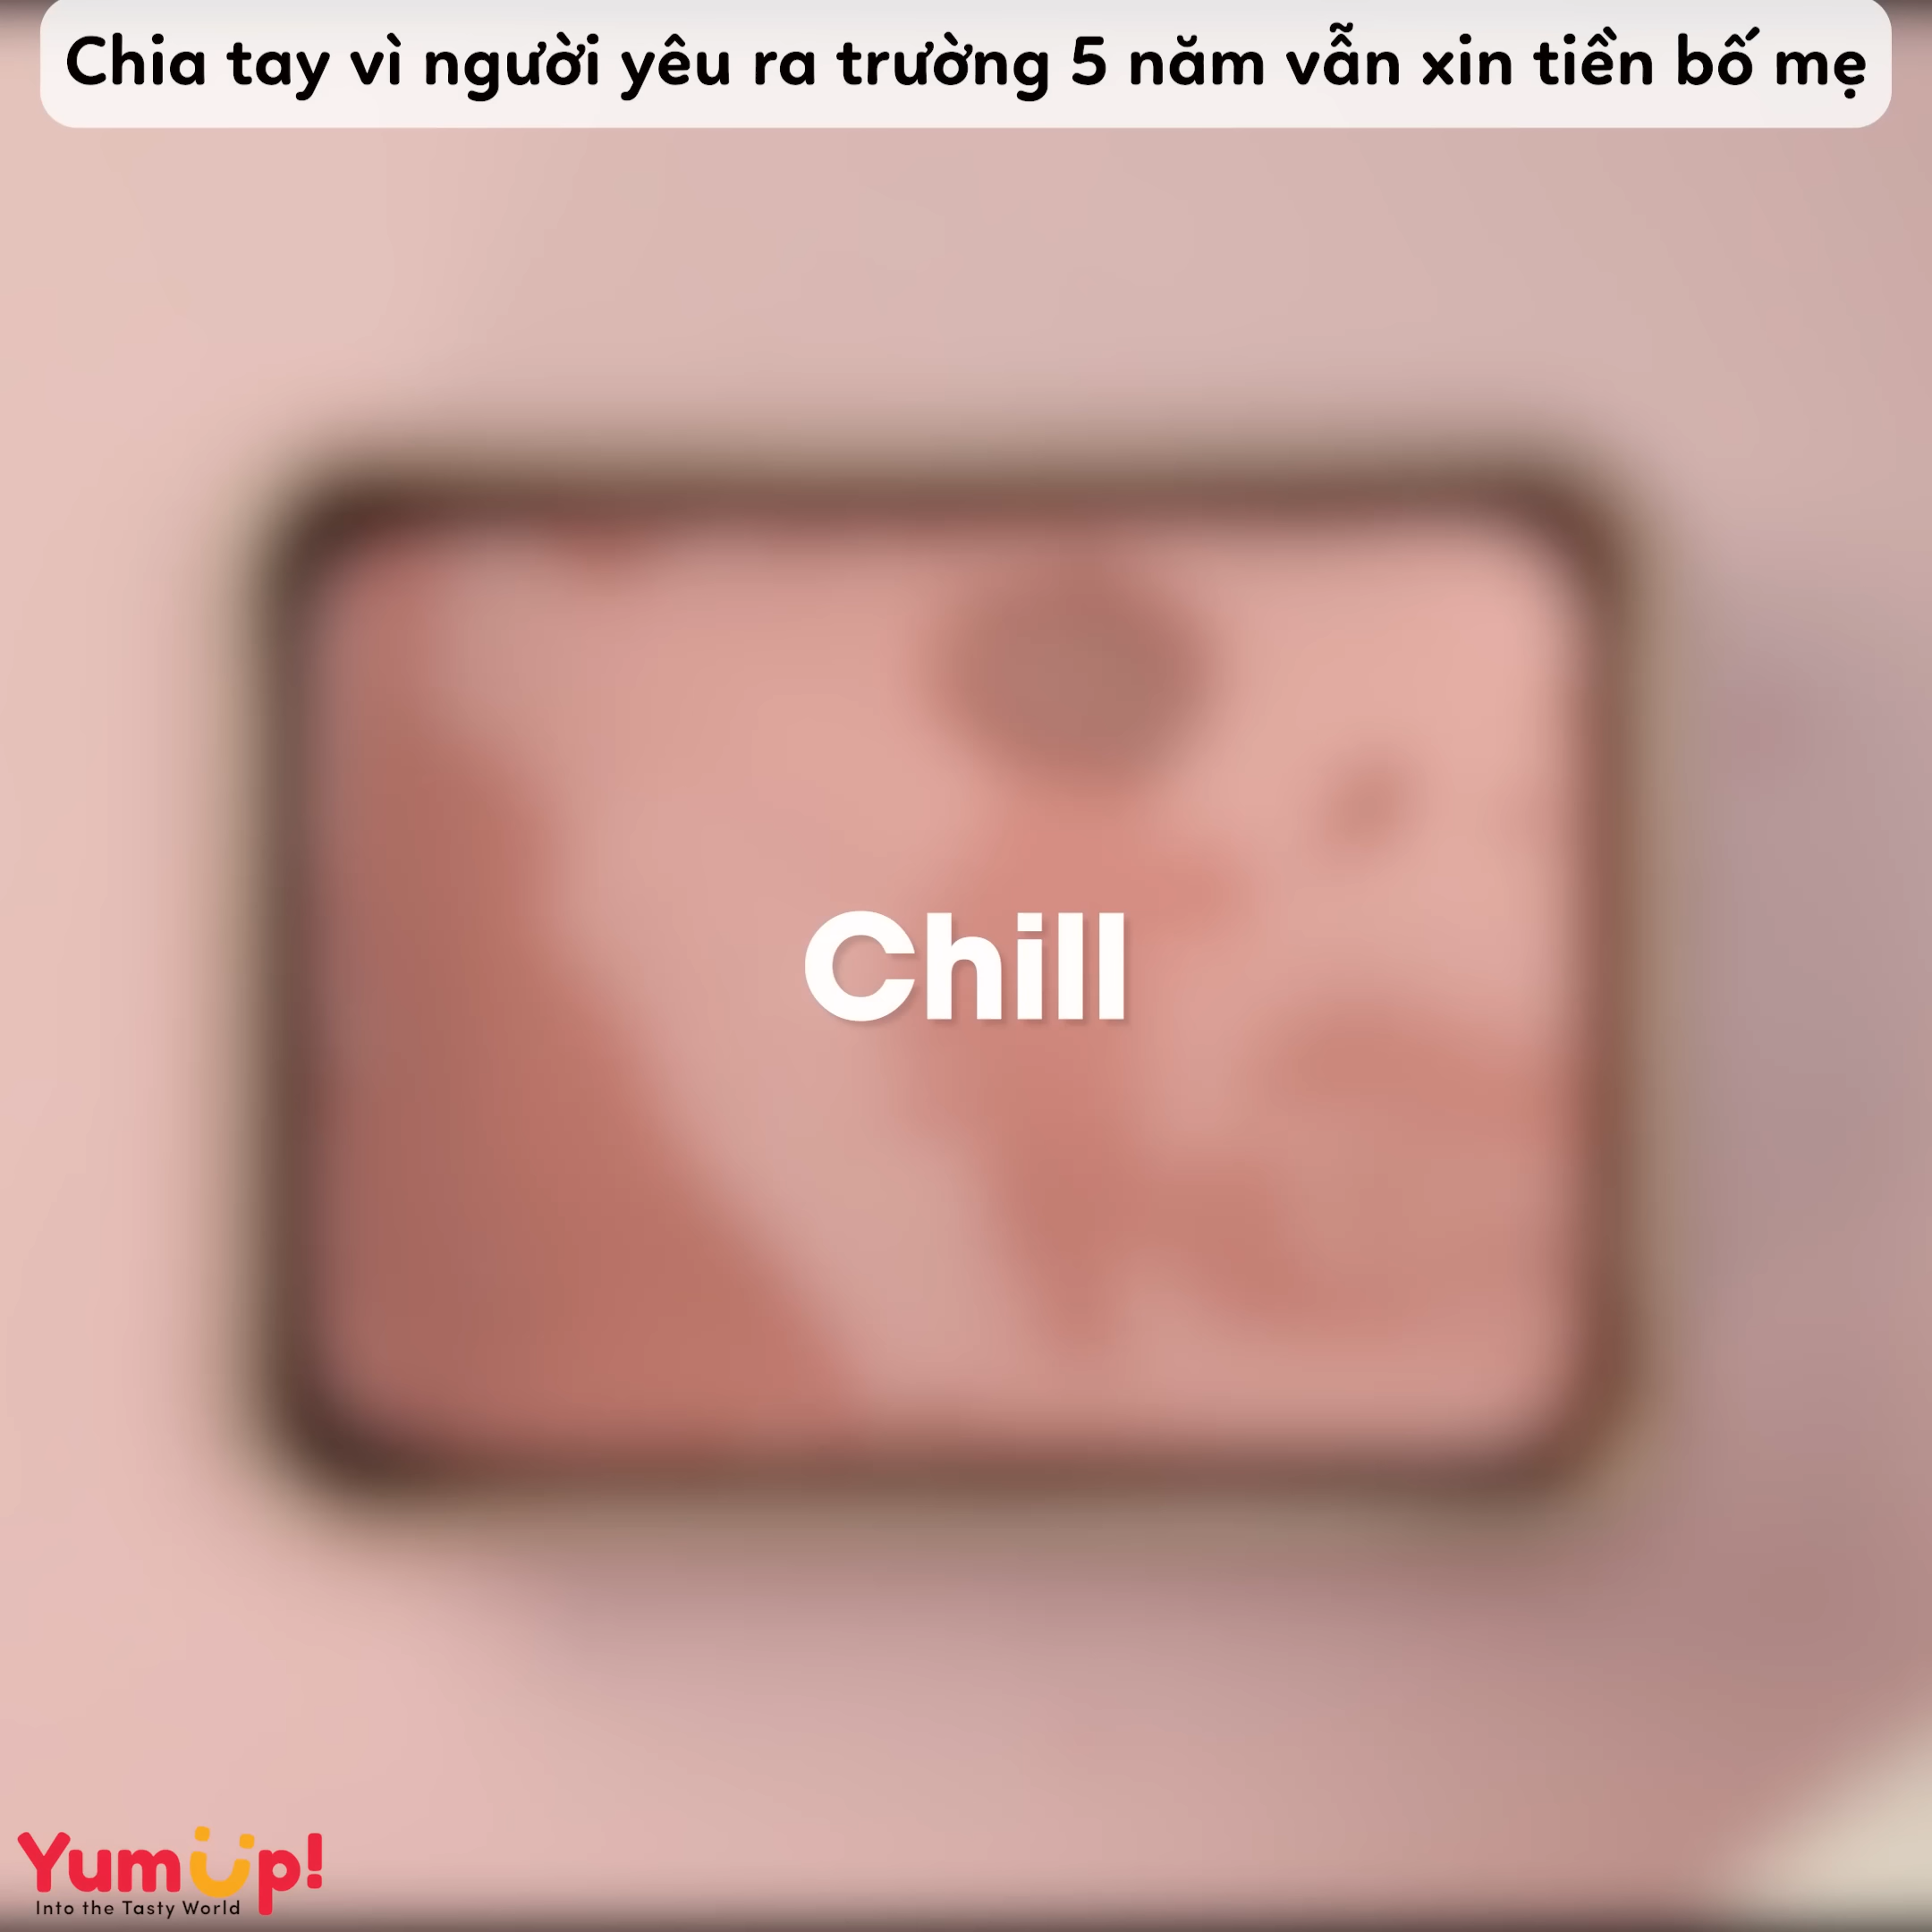 Chia tay vì người yêu ra trường 5 năm vẫn xin tiền bố mẹ
Chill
YumUp!
Into the Tasty World